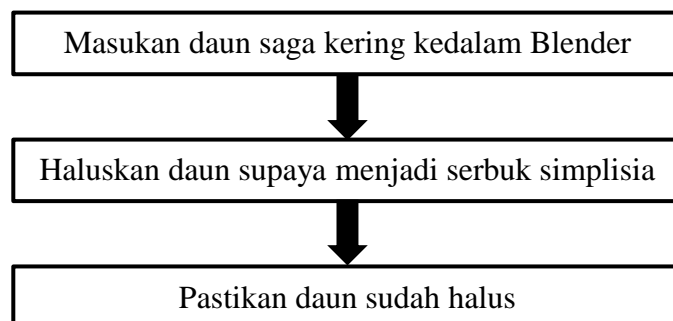 Masukan daun saga kering kedalam Blender
Haluskan daun supaya menjadi serbuk simplisia
Pastikan daun sudah halus